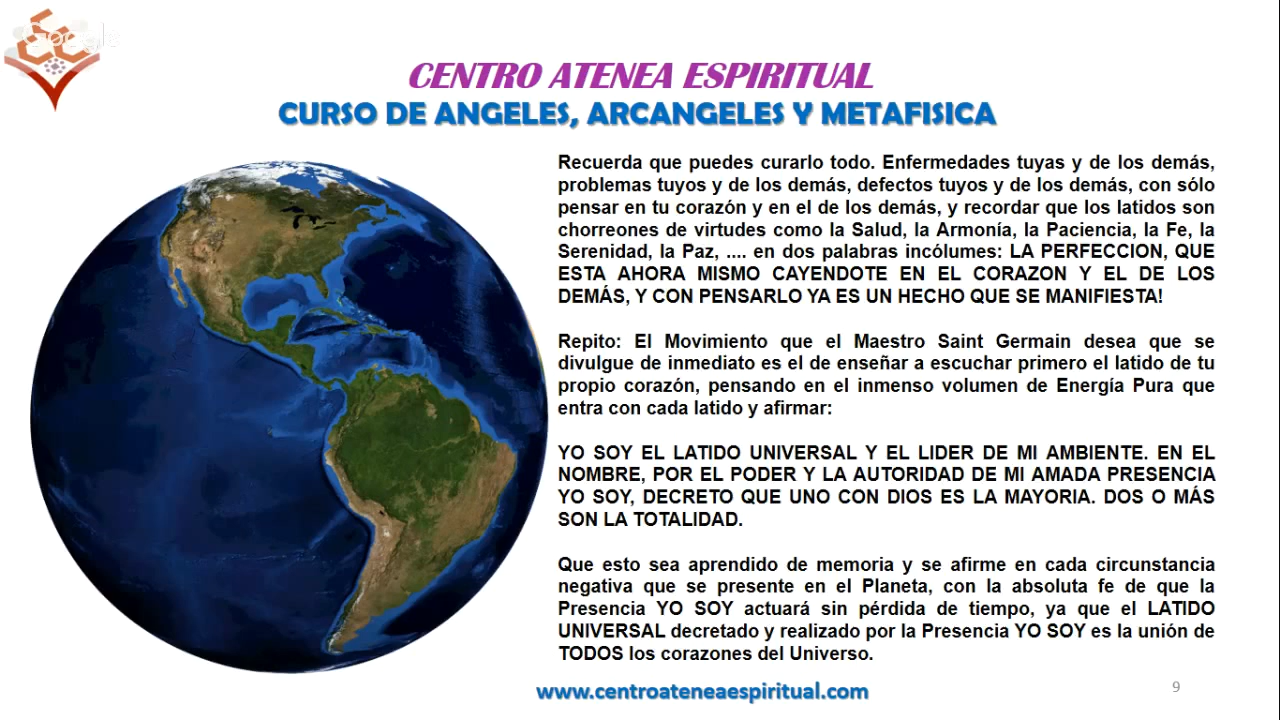 Google
CENTRO ATENEA ESPIRITUAL
CURSO DE ANGELES, ARCANGELES Y METAFISICA
Recuerda que puedes curarlo todo. Enfermedades tuyas y de los demás,
problemas tuyos y de los demás, defectos tuyos y de los demás, con sólo
pensar en tu corazón y en el de los demás, y recordar que los latidos son
chorreones de virtudes como la Salud, la Armonía, la Paciencia, la Fe, la
Serenidad, la Paz, .... en dos palabras incólumes: LA PERFECCION, QUE
ESTA AHORA MISMO CAYENDOTE EN EL CORAZON Y EL DE LOS
DEMÁS, Y CON PENSARLO YA ES UN HECHO QUE SE MANIFIESTA!
Repito: El Movimiento que el Maestro Saint Germain desea que se
divulgue de inmediato es el de enseñar a escuchar primero el latido de tu
propio corazón, pensando en el inmenso volumen de Energía Pura que
entra con cada latido y afirmar:
YO SOY EL LATIDO UNIVERSAL Y EL LIDER DE MI AMBIENTE. EN EL
NOMBRE, POR EL PODER Y LA AUTORIDAD DE MI AMADA PRESENCIA
YO SOY, DECRETO QUE UNO CON DIOS ES LA MAYORIA. DOS O MÁS
SON LA TOTALIDAD.
Que esto sea aprendido de memoria y se afirme en cada circunstancia
negativa que se presente en el Planeta, con la absoluta fe de que la
Presencia YO SOY actuará sin pérdida de tiempo, ya que el LATIDO
UNIVERSAL decretado y realizado por la Presencia YO SOY es la unión de
TODOS los corazones del Universo.
www.centroateneaespiritual.com
9